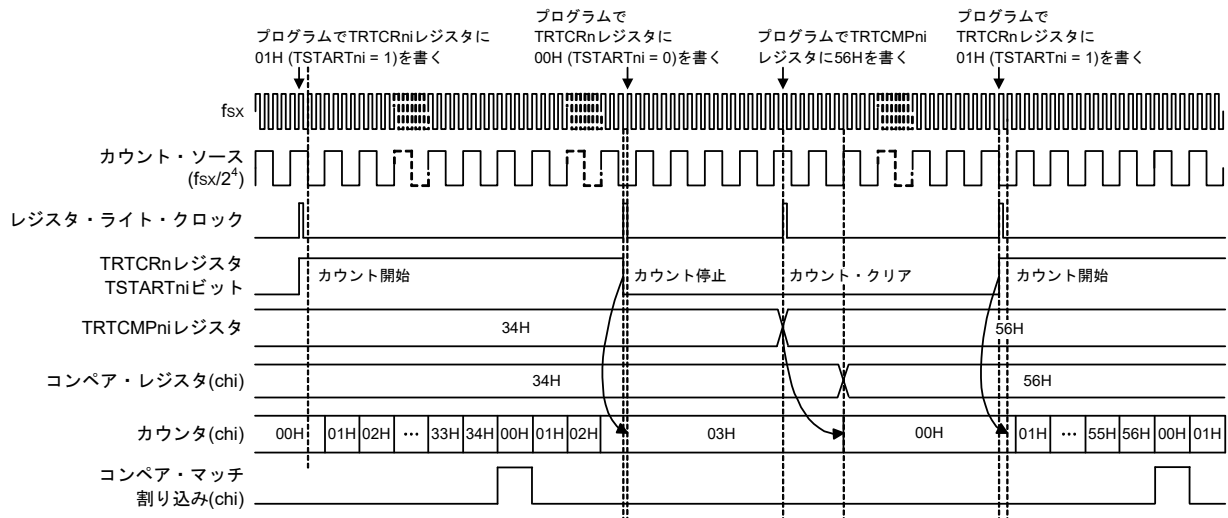 プログラムでTRTCRniレジスタに
01H (TSTARTni = 1)を書く
プログラムで
TRTCRnレジスタに
00H (TSTARTni = 0)を書く
プログラムでTRTCMPni
レジスタに56Hを書く
プログラムで
TRTCRnレジスタに
01H (TSTARTni = 1)を書く
fsx
カウント・ソース
(fsx/2⁴)
レジスタ・ライト・クロック
TRTCRnレジスタ
TSTARTniビット
カウント開始
カウント停止
カウント・クリア
カウント開始
TRTCMPniレジスタ
34H
56H
コンペア・レジスタ(chi)
34H
56H
カウンタ(chi)
00H 01H 02H … 33H 34H 00H 01H 02H 03H 00H 01H … 55H 56H 00H 01H
コンペア・マッチ
割り込み(chi)